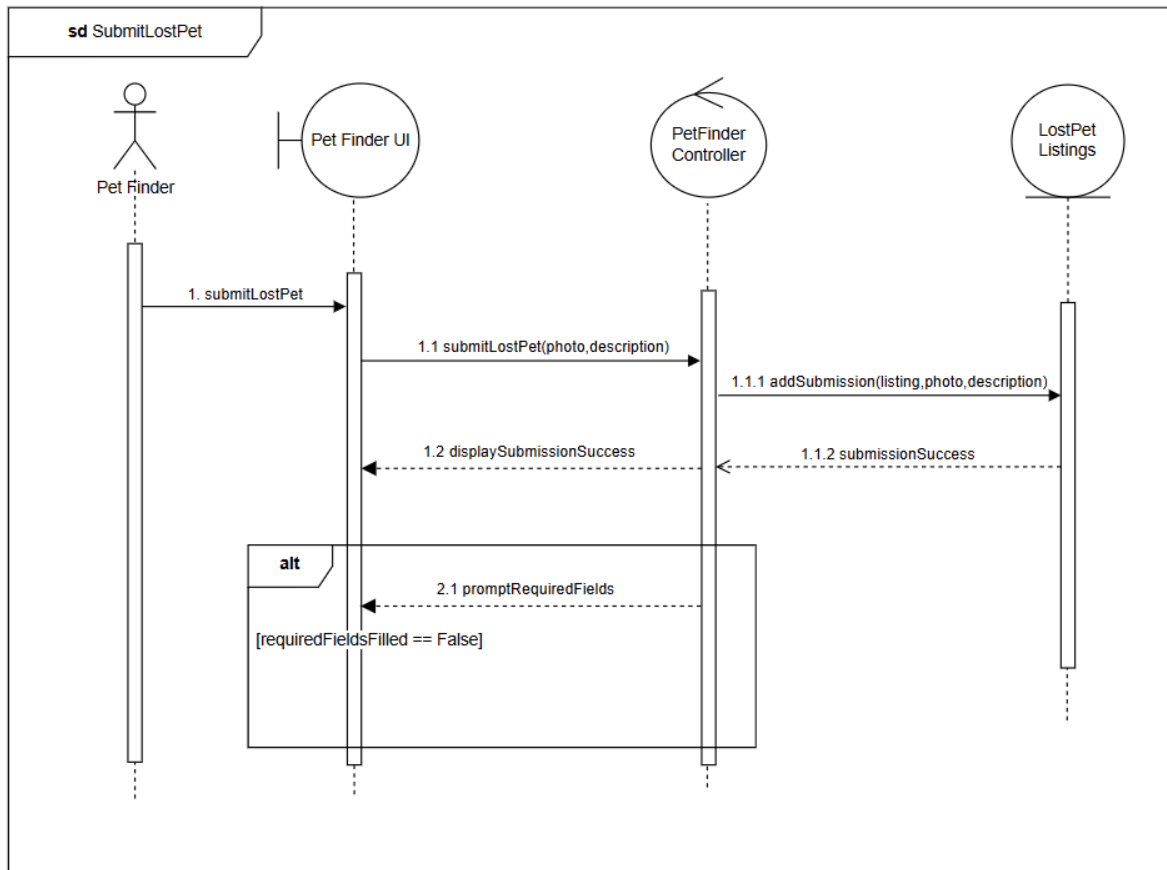 sd SubmitLostPet
Pet Finder
Pet Finder UI
PetFinder
Controller
LostPet
Listings
1. submitLostPet
1.1 submitLostPet(photo,description)
1.1.1 addSubmission(listing,photo,description)
1.2 displaySubmissionSuccess
1.1.2 submissionSuccess
alt
2.1 promptRequiredFields
[requiredFieldsFilled == False]